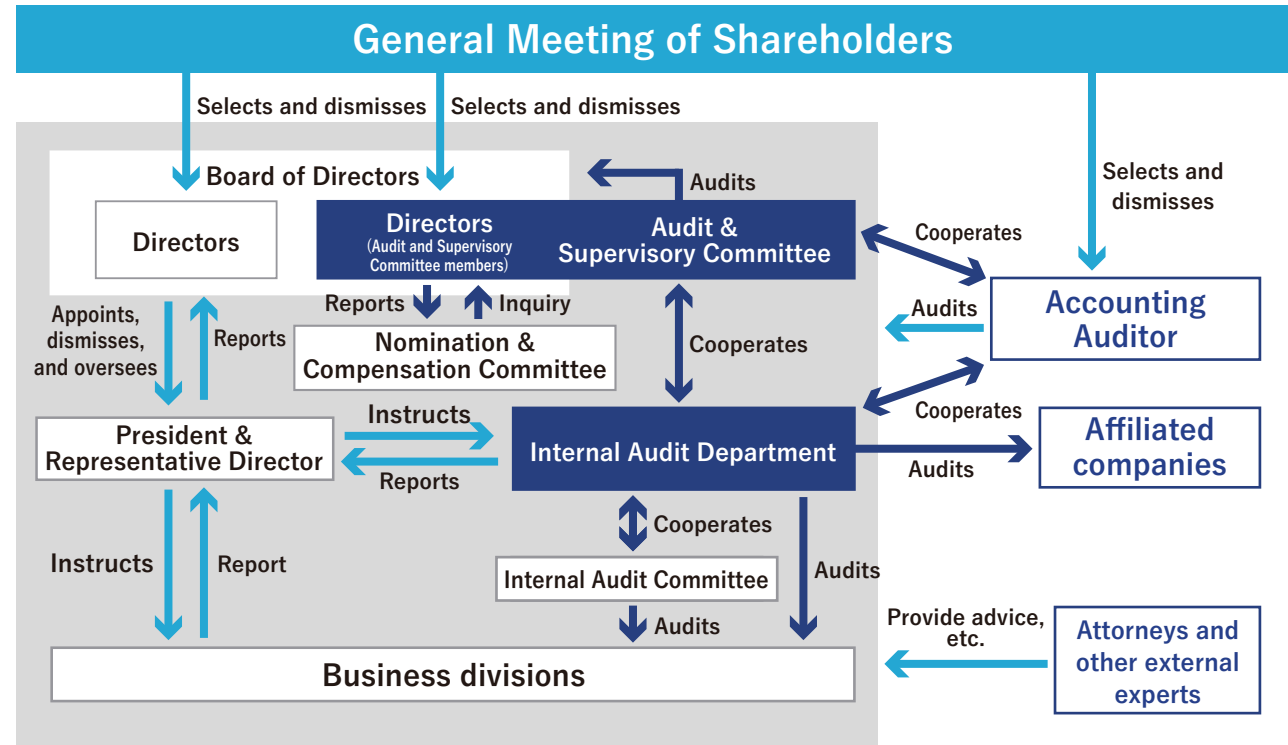 General Meeting of Shareholders
Selects and dismisses
Selects and dismisses
Selects and
dismisses
Board of Directors
Audits
Directors
Directors
(Audit and Supervisory
Committee members)
Audit &
Supervisory Committee
Cooperates
Reports
Inquiry
Appoints,
dismisses,
and oversees
Reports
Nomination &
Compensation Committee
Cooperates
Audits
Accounting
Auditor
Cooperates
Instructs
President &
Representative Director
Reports
Internal Audit Department
Audits
Affiliated
companies
Cooperates
Instructs
Report
Internal Audit Committee
Audits
Audits
Provide advice,
etc.
Attorneys and
other external
experts
Business divisions